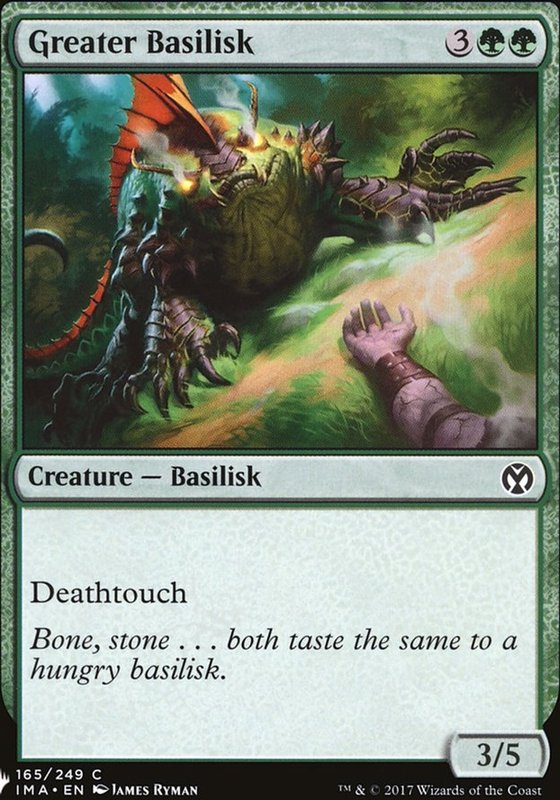 Greater Basilisk 3
Creature — Basilisk
Deathtouch
Bone, stone . . . both taste the same to a
hungry basilisk.
3/5
165/249 C
IMA • EN James Ryman
™ & © 2017 Wizards of the Coast